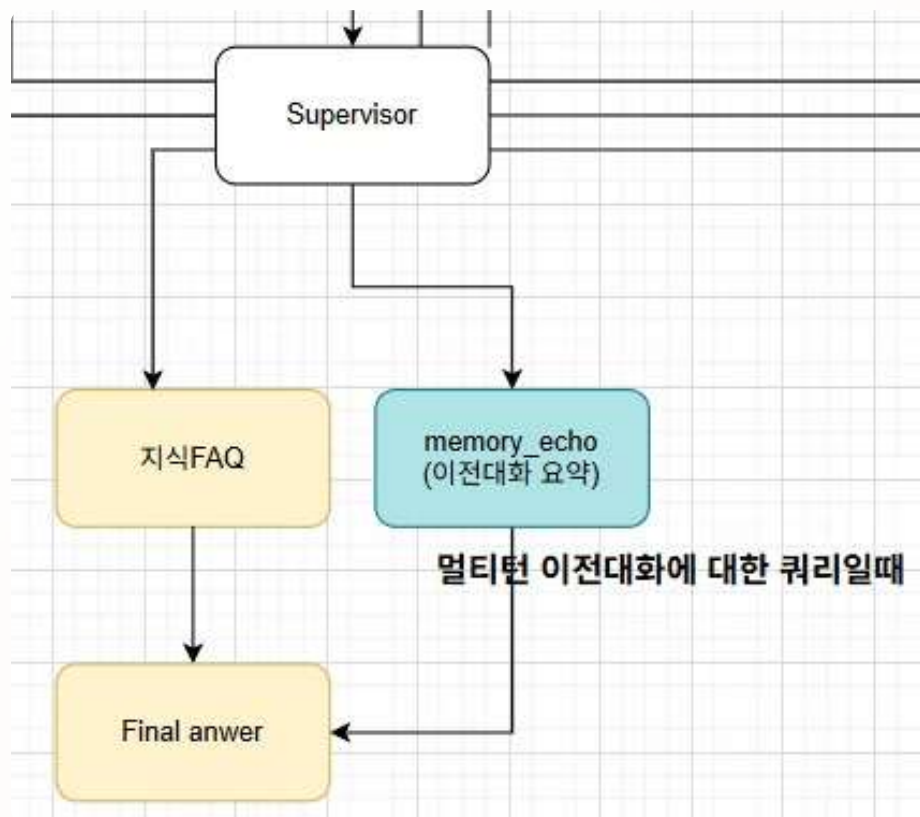 Supervisor
지식FAQ
memory_echo
(이전대화 요약)
멀티턴 이전대화에 대한 쿼리일때
Final anwer